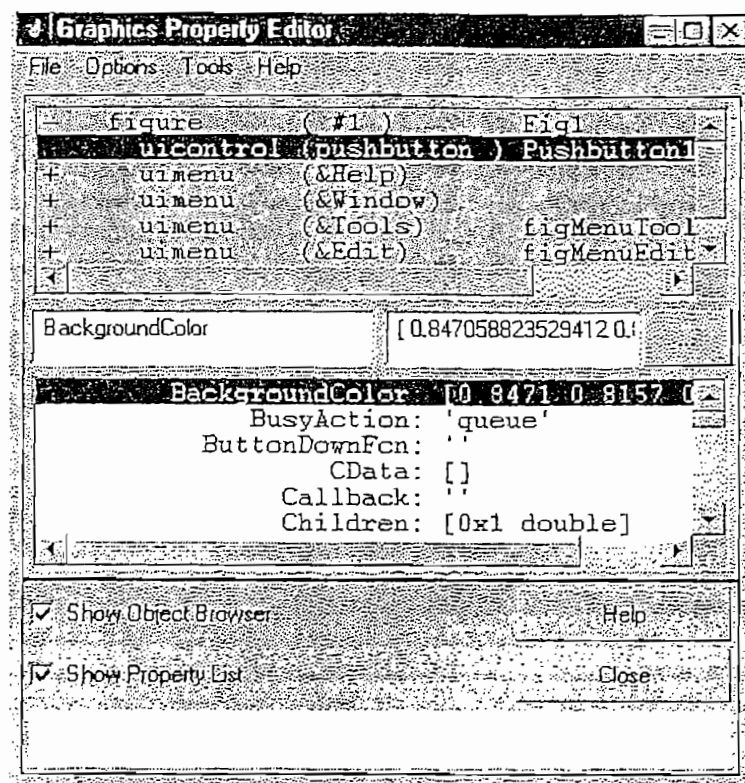 Graphics Property Editor
File Options Tools Help
- figure ( #1 ) Fig1
uicontrol (pushbutton ) Pushbutton1
+ uimenu (&Help)
+ uimenu (&Window)
+ uimenu (&Tools) figMenuTool
+ uimenu (&Edit) figMenuEdit
BackgroundColor [ 0.847058823529412 0.
BackgroundColor [0.8471 0.8157
BusyAction: 'queue'
ButtonDownFcn: ''
CData: []
Callback: ''
Children: [0x1 double]
Show Object Browser Help
Show Property List Close